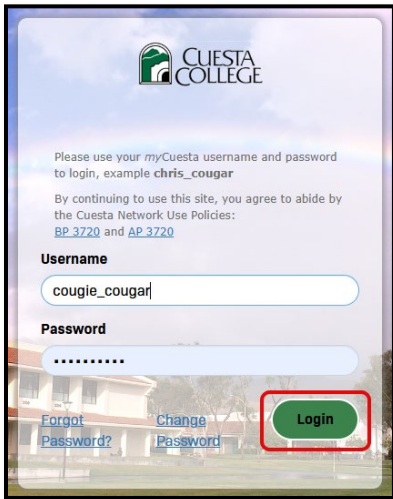 CUESTA
COLLEGE
Please use your myCuesta username and password
to login, example chris_cougar
By continuing to use this site, you agree to abide by
the Cuesta Network Use Policies:
BP 3720 and AP 3720
Username
cougie_cougar
Password
••••••••••
Forgot
Password?
Change
Password
Login